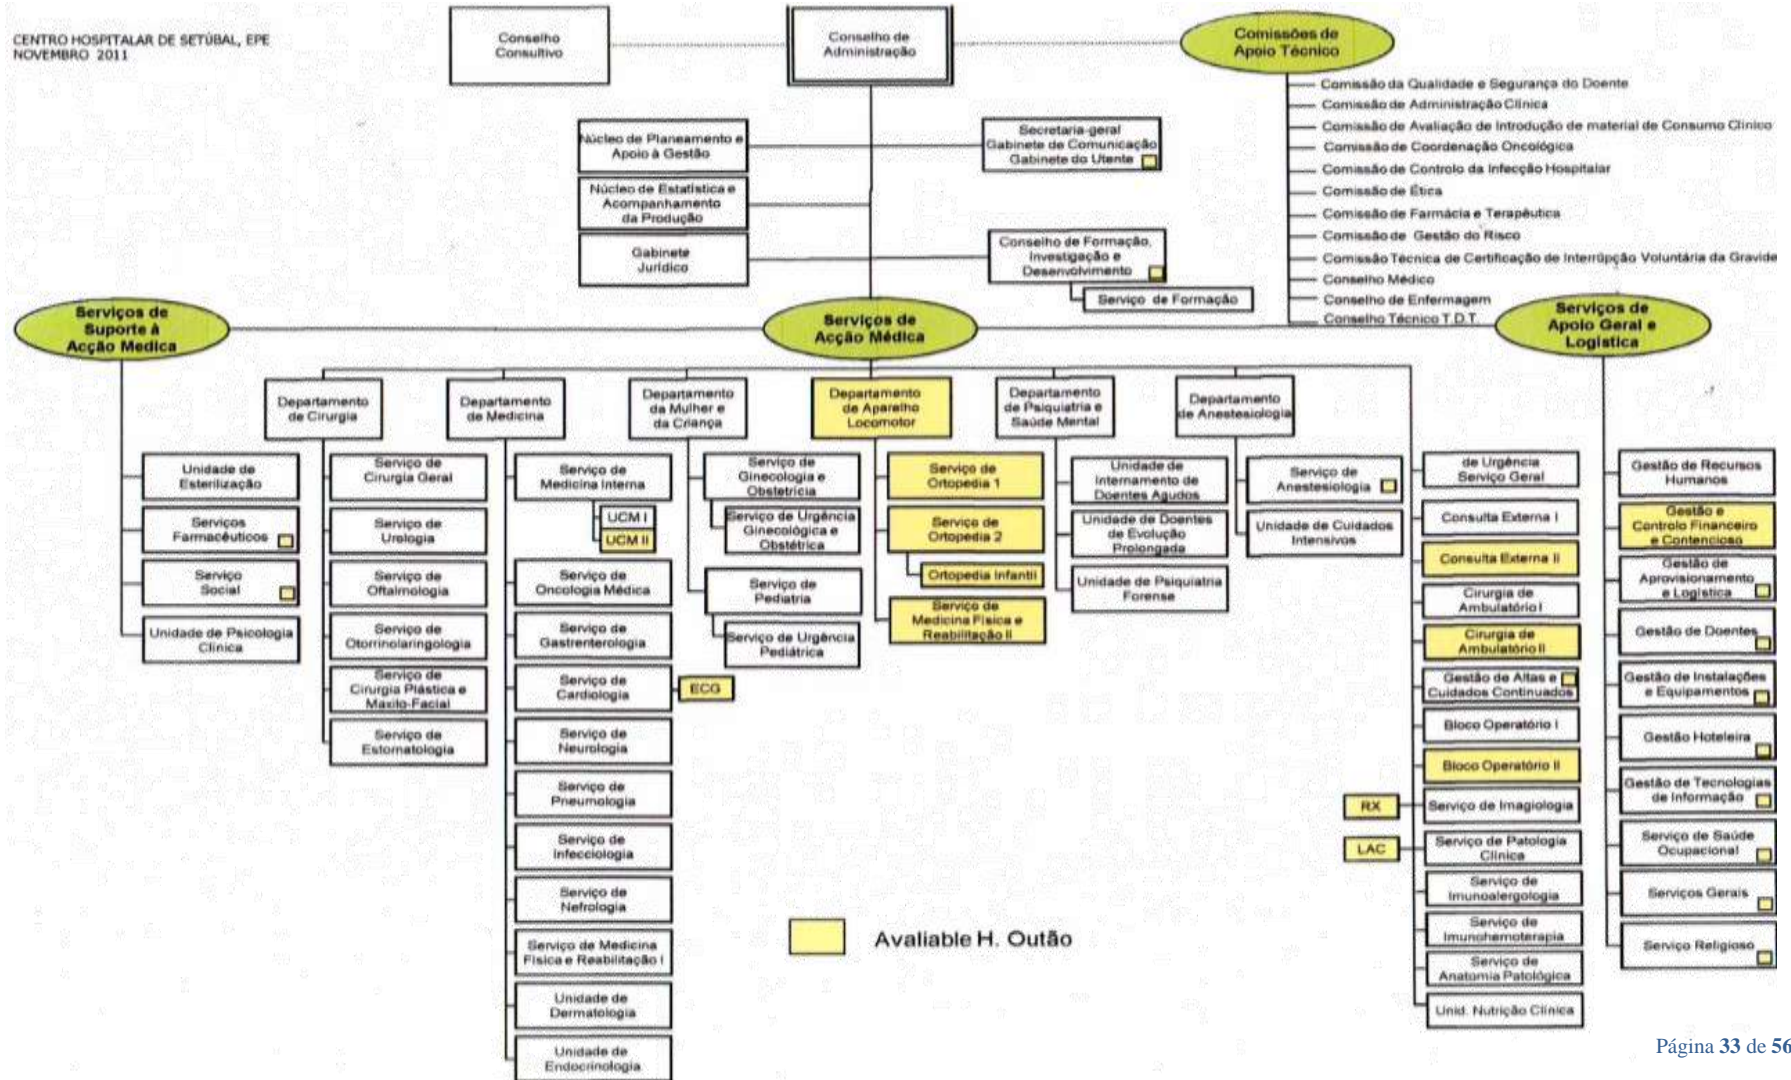 CENTRO HOSPITALAR DE SETÚBAL, EPE
NOVEMBRO 2011
Conselho
Consultivo
Conselho de
Administração
Comissões de
Apoio Técnico
Comissão da Qualidade e Segurança do Doente
Comissão de Administração Clínica
Comissão de Avaliação de Introdução de material de Consumo Clínico
Comissão de Coordenação Oncológica
Comissão de Controlo da Infecção Hospitalar
Comissão de Ética
Comissão de Farmácia e Terapêutica
Comissão de Gestão do Risco
Comissão Técnica de Certificação de Interrupção Voluntária da Gravide
Conselho Médico
Conselho de Enfermagem
Conselho Técnico T.D.T.
Núcleo de Planeamento e
Apoio à Gestão
Secretaria-geral
Gabinete de Comunicação
Gabinete do Utente
Núcleo de Estatística e
Acompanhamento
da Produção
Gabinete
Jurídico
Conselho de Formação,
Investigação e
Desenvolvimento
Serviço de Formação
Serviços de
Suporte à
Acção Medica
Serviços de
Acção Médica
Serviços de
Apoio Geral e
Logística
Departamento
de Cirurgia
Departamento
de Medicina
Departamento
da Mulher e
da Criança
Departamento
de Aparelho
Locomotor
Departamento
de Psiquiatria e
Saúde Mental
Departamento
de Anestesiologia
Unidade de
Esterilização
Serviços
Farmacêuticos
Serviço
Social
Unidade de Psicologia
Clínica
Serviço de
Cirurgia Geral
Serviço de
Urologia
Serviço de
Oftalmologia
Serviço de
Otorrinolaringologia
Serviço de
Cirurgia Plástica e
Maxilo-Facial
Serviço de
Estomatologia
Serviço de
Medicina Interna
UCM I
UCM II
Serviço de
Oncologia Médica
Serviço de
Gastrenterologia
Serviço de
Cardiologia
ECG
Serviço de
Neurologia
Serviço de
Pneumologia
Serviço de
Infecciologia
Serviço de
Nefrologia
Serviço de Medicina
Física e Reabilitação I
Unidade de
Dermatologia
Unidade de
Endocrinologia
Serviço de
Ginecologia e
Obstetrícia
Serviço de Urgência
Ginecológica e
Obstétrica
Serviço de
Pediatria
Serviço de Urgência
Pediátrica
Serviço de
Ortopedia 1
Serviço de
Ortopedia 2
Ortopedia Infantil
Serviço de
Medicina Física e
Reabilitação II
Unidade de
Internamento de
Doentes Agudos
Unidade de Doentes
de Evolução
Prolongada
Unidade de Psiquiatria
Forense
Serviço de
Anestesiologia
Unidade de Cuidados
Intensivos
de Urgência
Serviço Geral
Consulta Externa I
Consulta Externa II
Cirurgia de
Ambulatório I
Cirurgia de
Ambulatório II
Gestão de Altas e
Cuidados Continuados
Bloco Operatório I
Bloco Operatório II
RX
Serviço de Imagiologia
LAC
Serviço de Patologia
Clínica
Serviço de
Imunoalergologia
Serviço de
Imunohemoterapia
Serviço de
Anatomia Patológica
Unid. Nutrição Clínica
Gestão de Recursos
Humanos
Gestão e
Controlo Financeiro
e Contencioso
Gestão de
Aprovisionamento
e Logística
Gestão de Doentes
Gestão de Instalações
e Equipamentos
Gestão Hoteleira
Gestão de Tecnologias
de Informação
Serviço de Saúde
Ocupacional
Serviços Gerais
Serviço Religioso
Avaliable H. Outão
Página 33 de 56